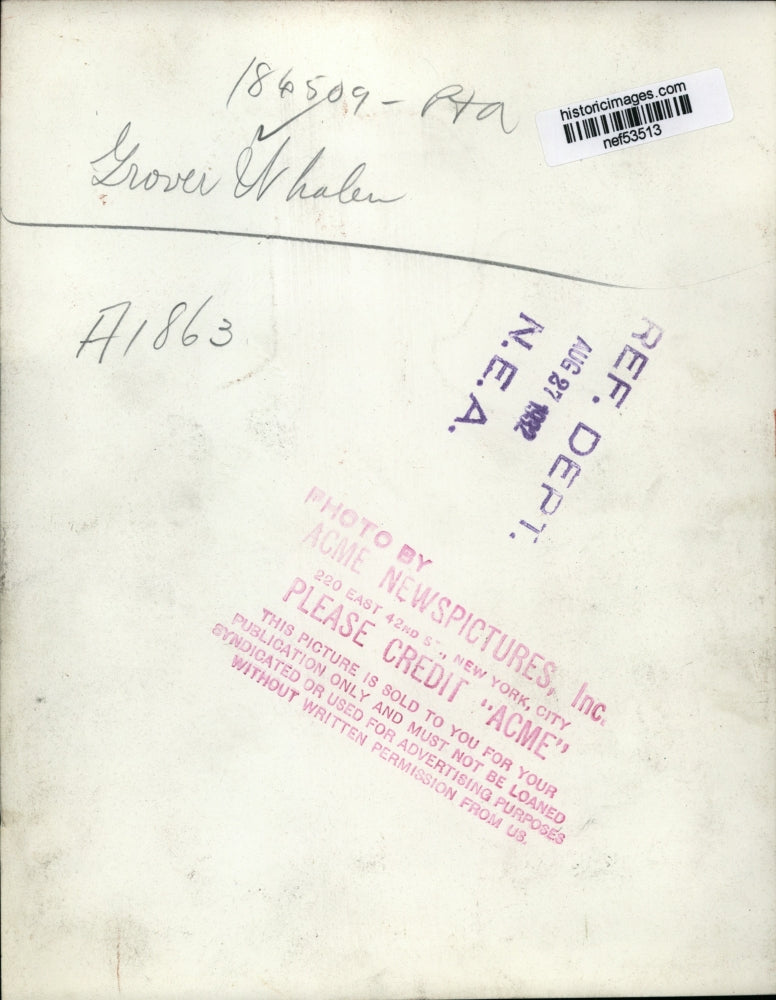 186509 - Pta
historicimages.com
nef53513
Grover Whalen
A1863
REF. DEPT.
AUG 27
N.E.A.
PHOTO BY
ACME NEWSPICTURES, Inc.
220 EAST 42ND ST., NEW YORK, CITY
PLEASE CREDIT "ACME"
THIS PICTURE IS SOLD TO YOU FOR YOUR
PUBLICATION ONLY AND MUST NOT BE LOANED
SYNDICATED OR USED FOR ADVERTISING PURPOSES
WITHOUT WRITTEN PERMISSION FROM US.